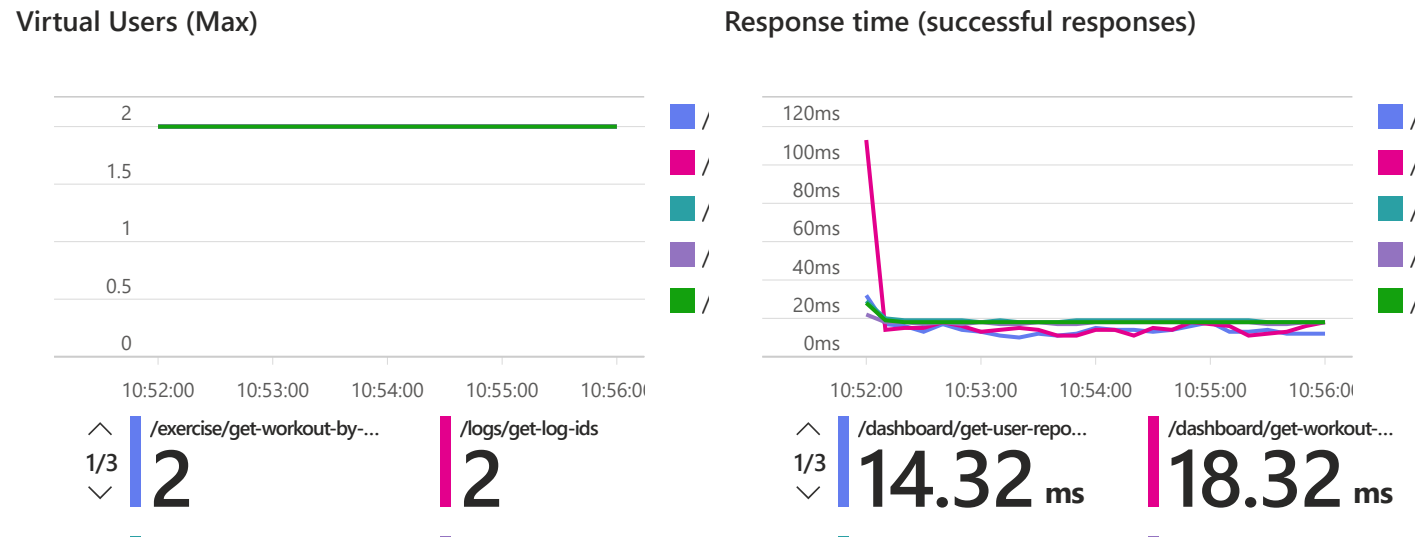 Virtual Users (Max)
2
1.5
1
0.5
0
10:52:00 10:53:00 10:54:00 10:55:00 10:56:0
/
/
/
/
/
1/3
/exercise/get-workout-by-...
2
/logs/get-log-ids
2
Response time (successful responses)
120ms
100ms
80ms
60ms
40ms
20ms
0ms
10:52:00 10:53:00 10:54:00 10:55:00 10:56:0
/
/
/
/
/
1/3
/dashboard/get-user-repo...
14.32 ms
/dashboard/get-workout-...
18.32 ms